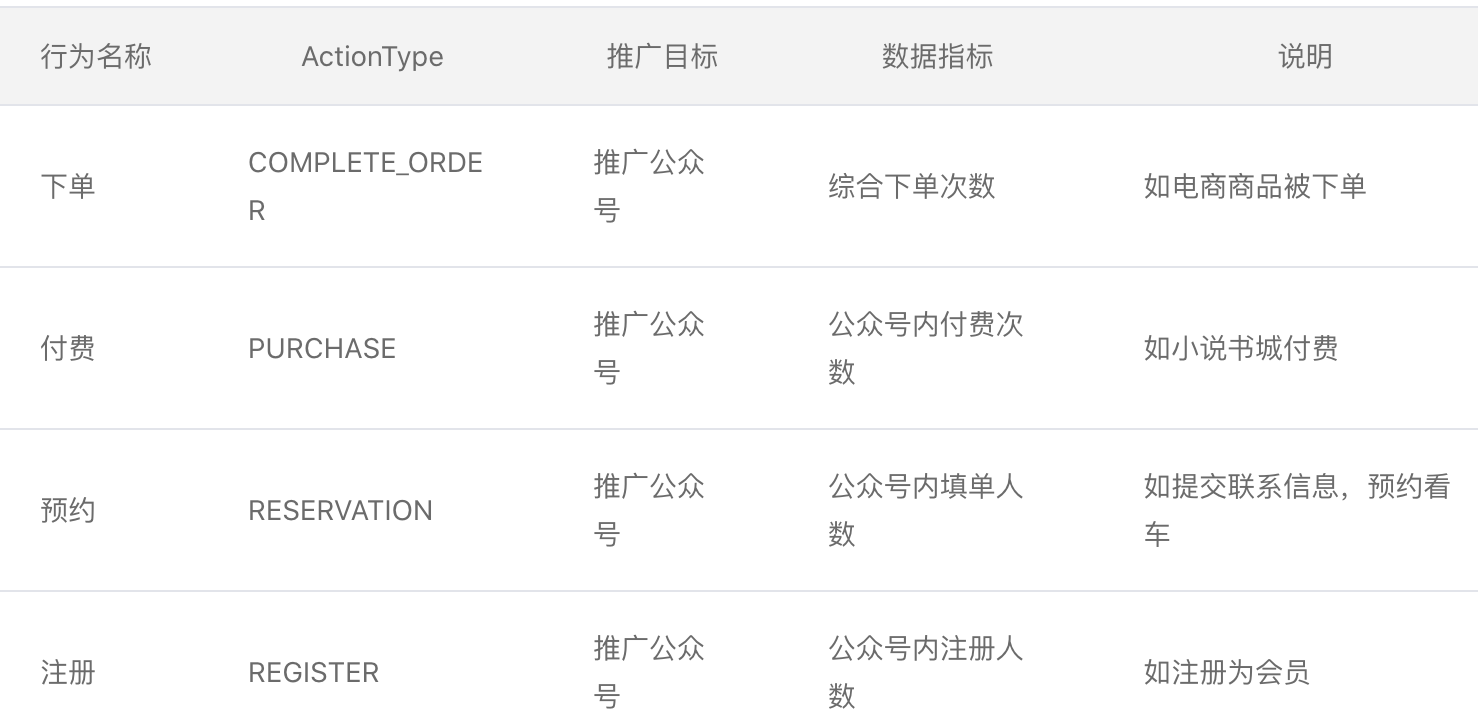 行为名称 ActionType 推广目标 数据指标 说明
下单 COMPLETE_ORDE
R 推广公众
号 综合下单次数 如电商商品被下单
付费 PURCHASE 推广公众
号 公众号内付费次
数 如小说书城付费
预约 RESERVATION 推广公众
号 公众号内填单人
数 如提交联系信息，预约看
车
注册 REGISTER 推广公众
号 公众号内注册人
数 如注册为会员